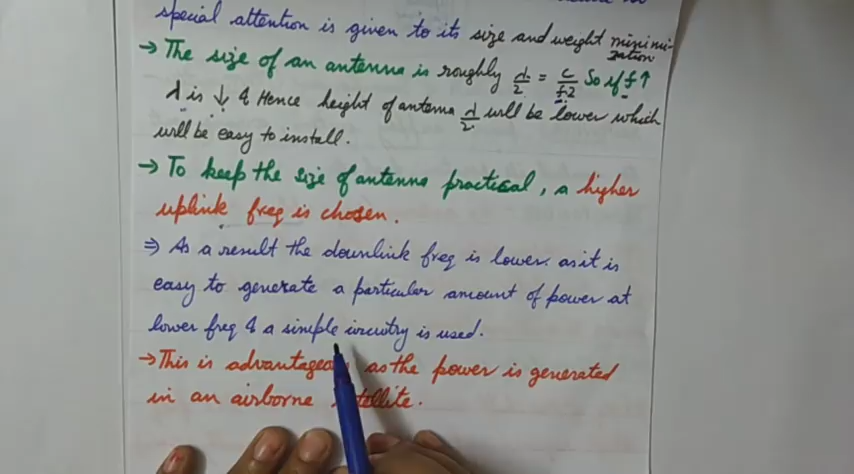 special attention is given to its size and weight minimi-
zation
→ The size of an antenna is roughly λ/2 = c/f.2 So if f↑
λ is ↓ & Hence height of antenna λ/2 will be lower which
will be easy to install.
→ To keep the size of antenna practical, a higher
uplink freq is chosen.
⇒ As a result the downlink freq is lower. as it is
easy to generate a particular amount of power at
lower freq & a simple circuitry is used.
→ This is advantageo as the power is generated
in an airborne satellite.